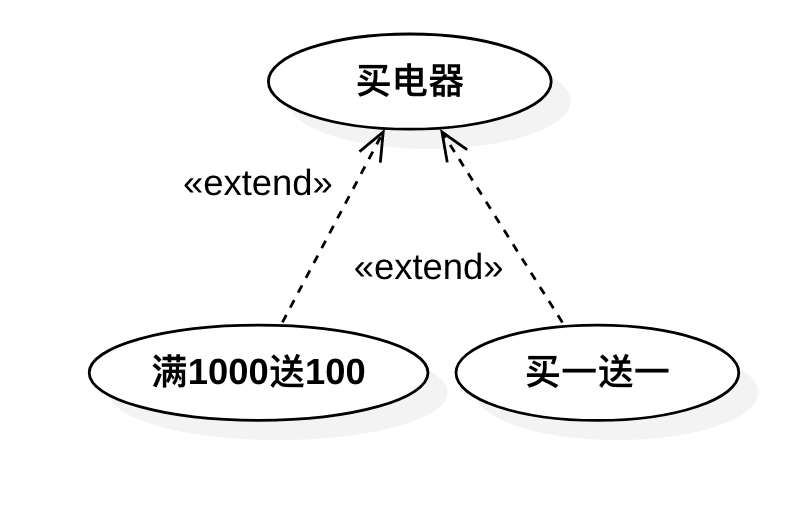 买电器
«extend»
«extend»
满1000送100
买一送一